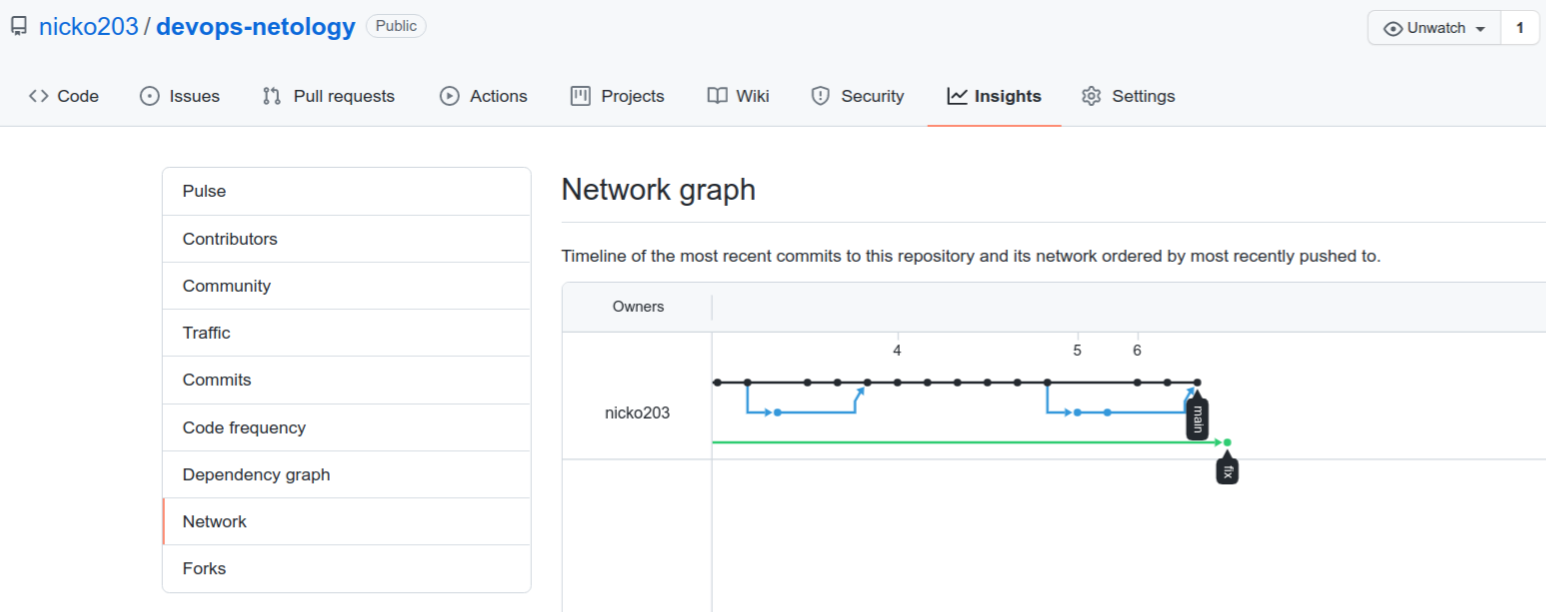 nicko203 / devops-netology Public Unwatch 1
Code Issues Pull requests Actions Projects Wiki Security Insights Settings
Pulse
Contributors
Community
Traffic
Commits
Code frequency
Dependency graph
Network
Forks
Network graph
Timeline of the most recent commits to this repository and its network ordered by most recently pushed to.
Owners
4 5 6
nicko203
main
fix